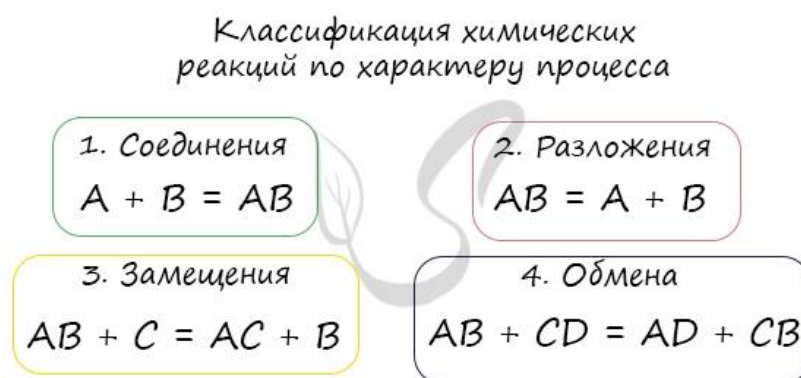 Классификация химических
реакций по характеру процесса
1. Соединения
A + B = AB
2. Разложения
AB = A + B
3. Замещения
AB + C = AC + B
4. Обмена
AB + CD = AD + CB